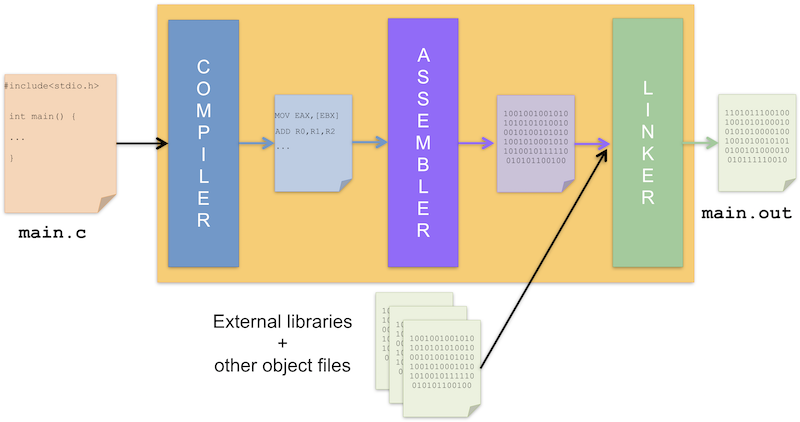 #include<stdio.h>
int main() {
...
}
main.c
COMPILER
MOV EAX,[EBX]
ADD R0,R1,R2
...
ASSEMBLER
1001001001010
1010101010010
0010100101010
1001010001010
1010010111110
010101100100
LINKER
1101011100100
1001010100010
0101010000100
1001010010101
0100101000010
010111110010
main.out
External libraries
+
other object files
1001001001010
1010101010010
0010100101010
1001010001010
1010010111110
010101100100